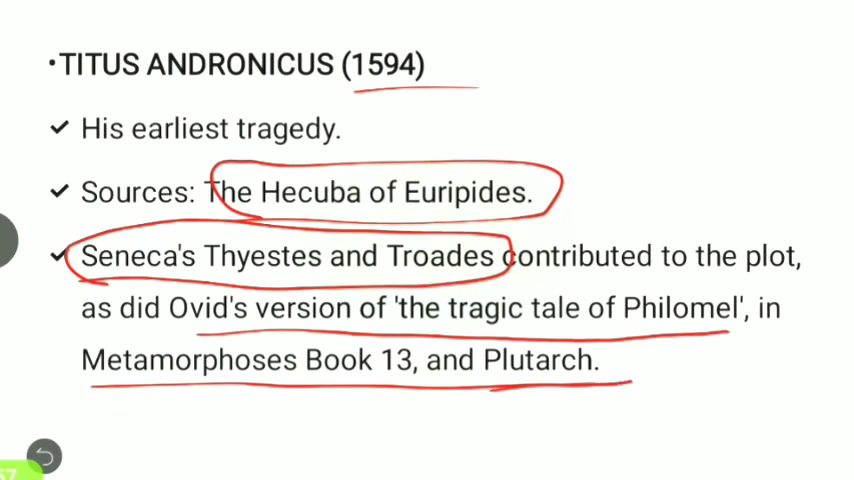 •TITUS ANDRONICUS (1594)
✓ His earliest tragedy.
✓ Sources: The Hecuba of Euripides.
✓ Seneca's Thyestes and Troades contributed to the plot,
as did Ovid's version of 'the tragic tale of Philomel', in
Metamorphoses Book 13, and Plutarch.
57